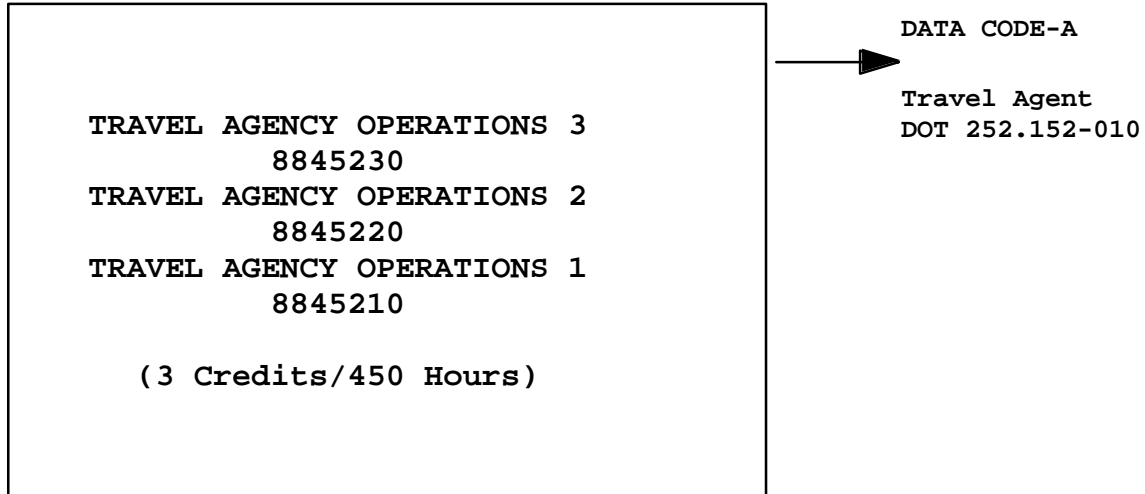 TRAVEL AGENCY OPERATIONS 3
8845230
TRAVEL AGENCY OPERATIONS 2
8845220
TRAVEL AGENCY OPERATIONS 1
8845210
(3 Credits/450 Hours)
DATA CODE-A
Travel Agent
DOT 252.152-010